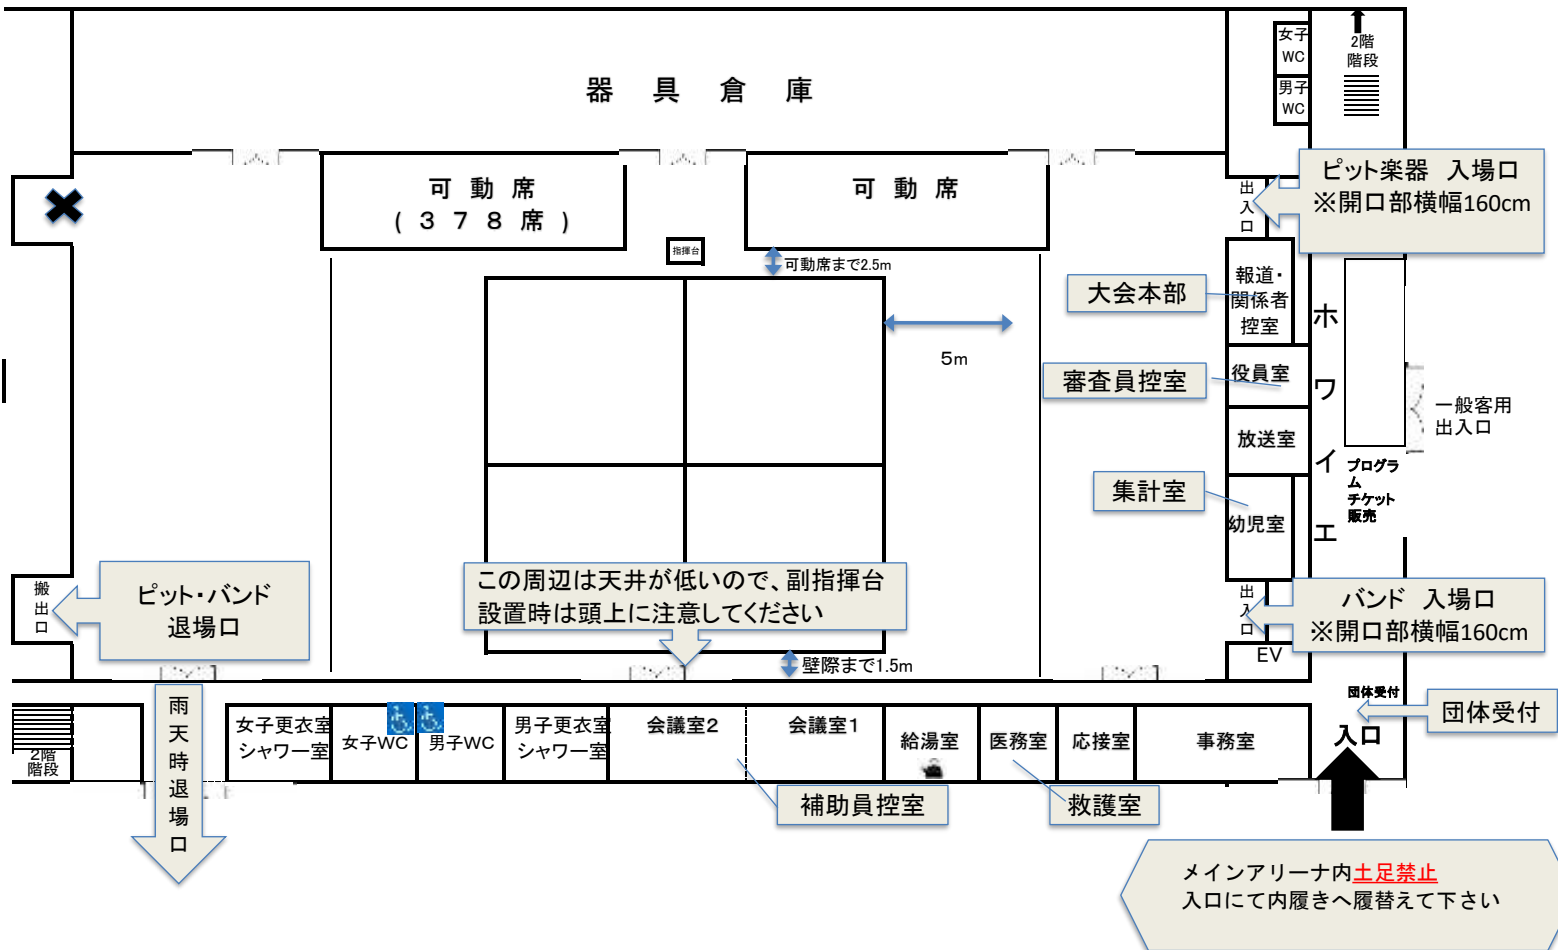 女子
WC
男子
WC
2階
階段
器 具 倉 庫
可 動 席
( 3 7 8 席 )
可 動 席
ピット楽器 入場口
※開口部横幅160cm
出
入
口
指揮台
可動席まで2.5m
大会本部
報道・
関係者
控室
ホ
ワ
イ
エ
5m
審査員控室
役員室
一般客用
出入口
放送室
プログラ
ム
チケット
販売
集計室
幼児室
搬
出
口
ピット・バンド
退場口
この周辺は天井が低いので、副指揮台
設置時は頭上に注意してください
出
入
口
バンド 入場口
※開口部横幅160cm
壁際まで1.5m
EV
団体受付
団体受付
入口
雨
天
時
退
場
口
2階
階段
女子更衣室
シャワー室
女子WC
男子WC
男子更衣室
シャワー室
会議室2
会議室1
給湯室
医務室
応接室
事務室
補助員控室
救護室
メインアリーナ内土足禁止
入口にて内履きへ履替えて下さい